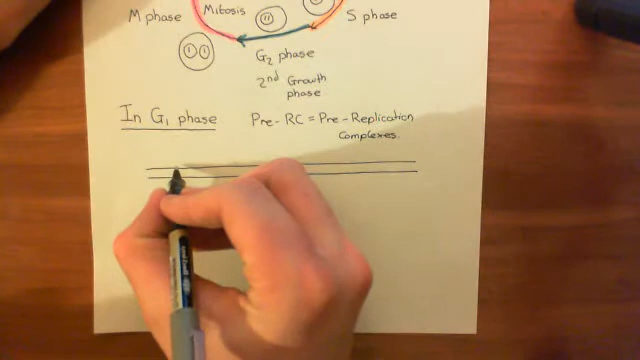 M phase
Mitosis
S phase
G₂ phase
2nd Growth
phase
In G₁ phase
Pre-RC = Pre-Replication
Complexes.